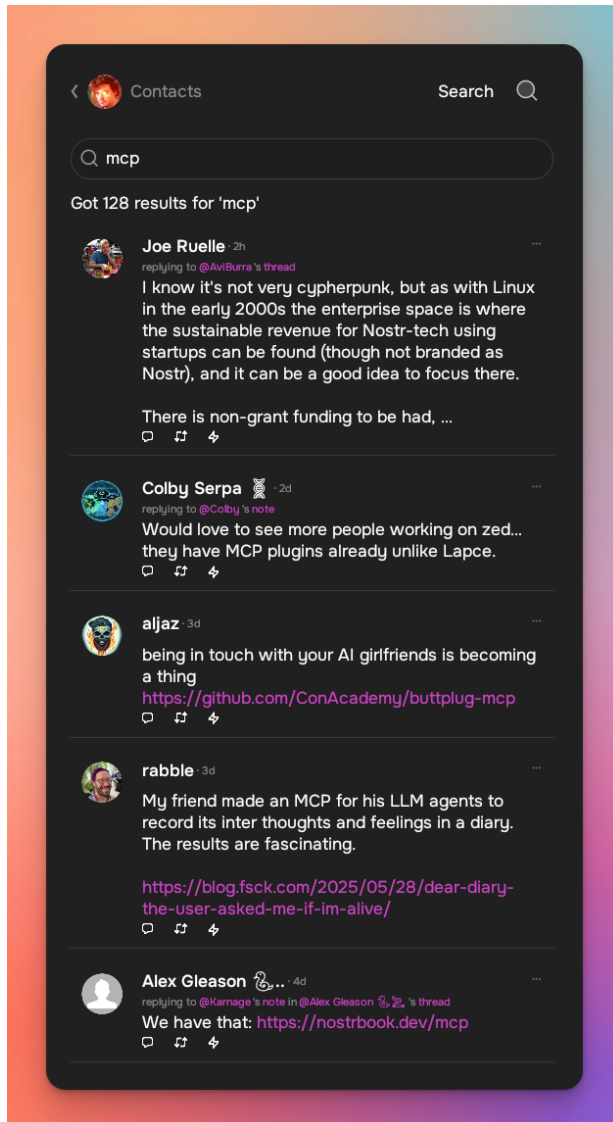 Contacts
Search
mcp
Got 128 results for 'mcp'
Joe Ruelle · 2h
replying to @AviBurra 's thread
I know it's not very cypherpunk, but as with Linux
in the early 2000s the enterprise space is where
the sustainable revenue for Nostr-tech using
startups can be found (though not branded as
Nostr), and it can be a good idea to focus there.
There is non-grant funding to be had, ...
Colby Serpa 🧬 · 2d
replying to @Colby 's note
Would love to see more people working on zed...
they have MCP plugins already unlike Lapce.
aljaz · 3d
being in touch with your AI girlfriends is becoming
a thing
https://github.com/ConAcademy/buttplug-mcp
rabble · 3d
My friend made an MCP for his LLM agents to
record its inter thoughts and feelings in a diary.
The results are fascinating.
https://blog.fsck.com/2025/05/28/dear-diary-
the-user-asked-me-if-im-alive/
Alex Gleason 🐍.. · 4d
replying to @Karnage 's note in @Alex Gleason 🐍📜 's thread
We have that: https://nostrbook.dev/mcp